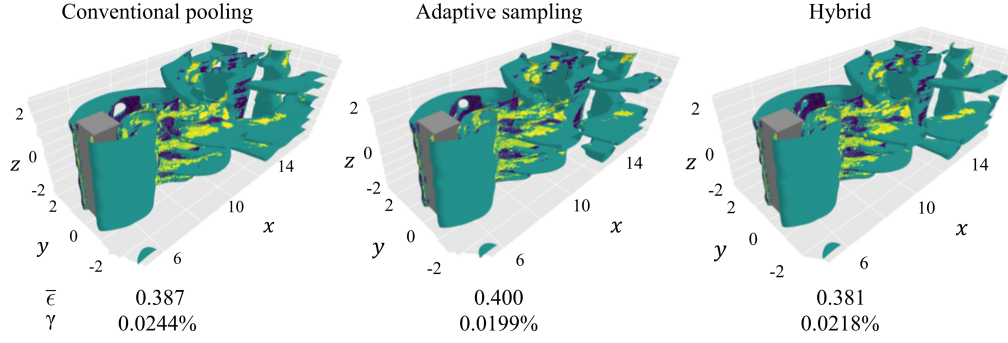 Conventional pooling Adaptive sampling Hybrid
2 2 2
z 0 z 0 z 0
-2 14 -2 14 -2 14
2 2 2
10 10 10
y 0 x y 0 x y 0 x
-2 6 -2 6 -2 6
ϵ̅ 0.387 0.400 0.381
γ 0.0244% 0.0199% 0.0218%